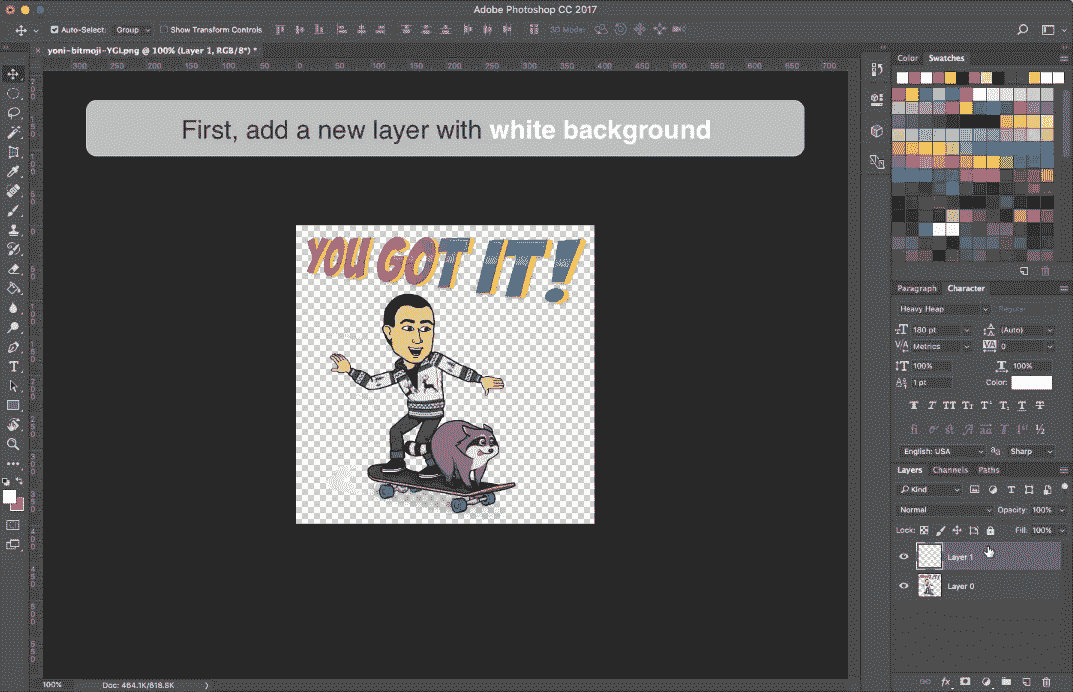 Adobe Photoshop CC 2017
Auto-Select: Group Show Transform Controls 3D Mode:
× yoni-bitmoji-YGI.png @ 100% (Layer 1, RGB/8*) *
300 250 200 150 100 50 0 50 100 150 200 250 300 350 400 450 500 550 600 650 700
First, add a new layer with white background
YOU GOT IT!
Color Swatches
Paragraph Character
Heavy Heap Regular
180 pt (Auto)
Metrics 0
100% 100%
1 pt Color:
English: USA Sharp
Layers Channels Paths
Kind
Normal Opacity: 100%
Lock: Fill: 100%
Layer 1
Layer 0
100% Doc: 464.1K/618.8K